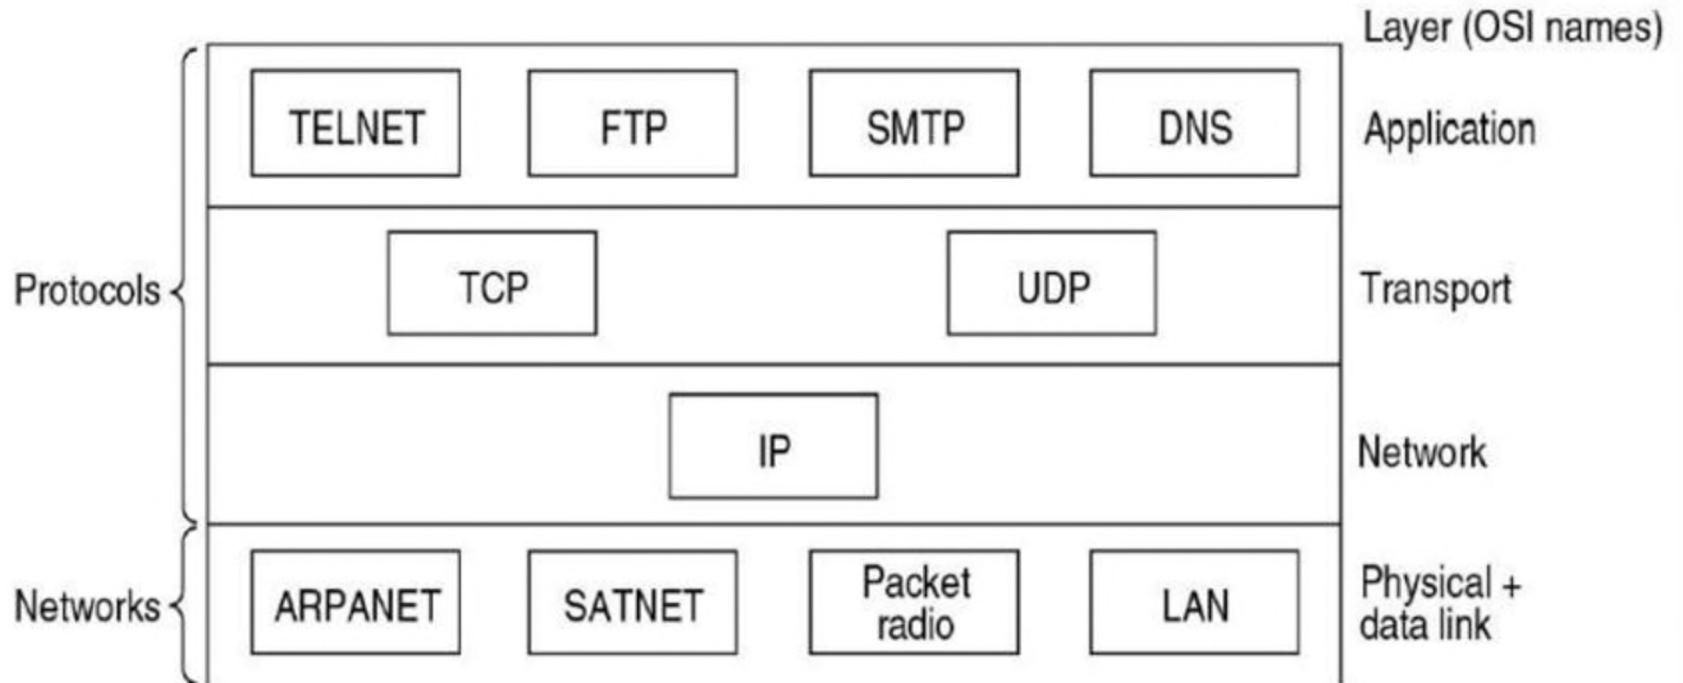 Layer (OSI names)
TELNET
FTP
SMTP
DNS
Application
Protocols
TCP
UDP
Transport
IP
Network
Networks
ARPANET
SATNET
Packet
radio
LAN
Physical +
data link